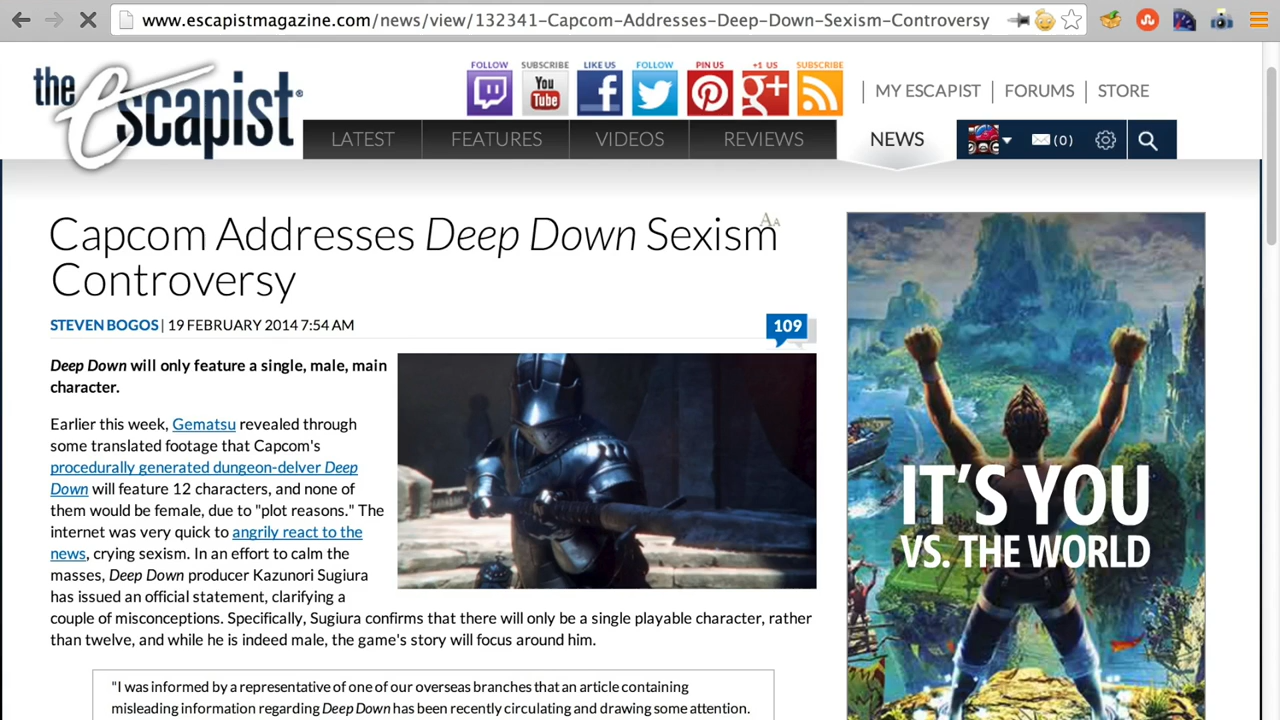 www.escapistmagazine.com/news/view/132341-Capcom-Addresses-Deep-Down-Sexism-Controversy
the escapist
FOLLOW SUBSCRIBE LIKE US FOLLOW PIN US +1 US SUBSCRIBE
You Tube
g+
MY ESCAPIST FORUMS STORE
LATEST FEATURES VIDEOS REVIEWS NEWS (0)
Capcom Addresses Deep Down Sexism
Controversy
AA
STEVEN BOGOS | 19 FEBRUARY 2014 7:54 AM
109
Deep Down will only feature a single, male, main
character.
Earlier this week, Gematsu revealed through
some translated footage that Capcom's
procedurally generated dungeon-delver Deep
Down will feature 12 characters, and none of
them would be female, due to "plot reasons." The
internet was very quick to angrily react to the
news, crying sexism. In an effort to calm the
masses, Deep Down producer Kazunori Sugiura
has issued an official statement, clarifying a
couple of misconceptions. Specifically, Sugiura confirms that there will only be a single playable character, rather
than twelve, and while he is indeed male, the game's story will focus around him.
"I was informed by a representative of one of our overseas branches that an article containing
misleading information regarding Deep Down has been recently circulating and drawing some attention.
IT'S YOU
VS. THE WORLD